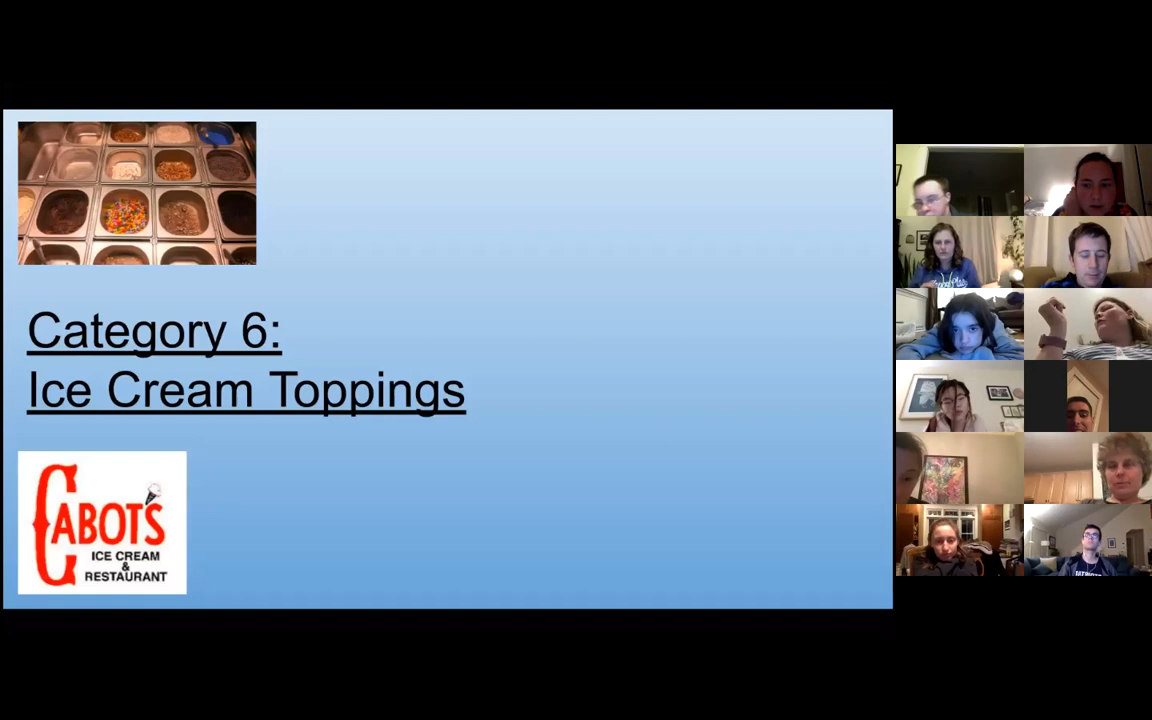 Category 6:
Ice Cream Toppings
CABOT'S
ICE CREAM
&
RESTAURANT